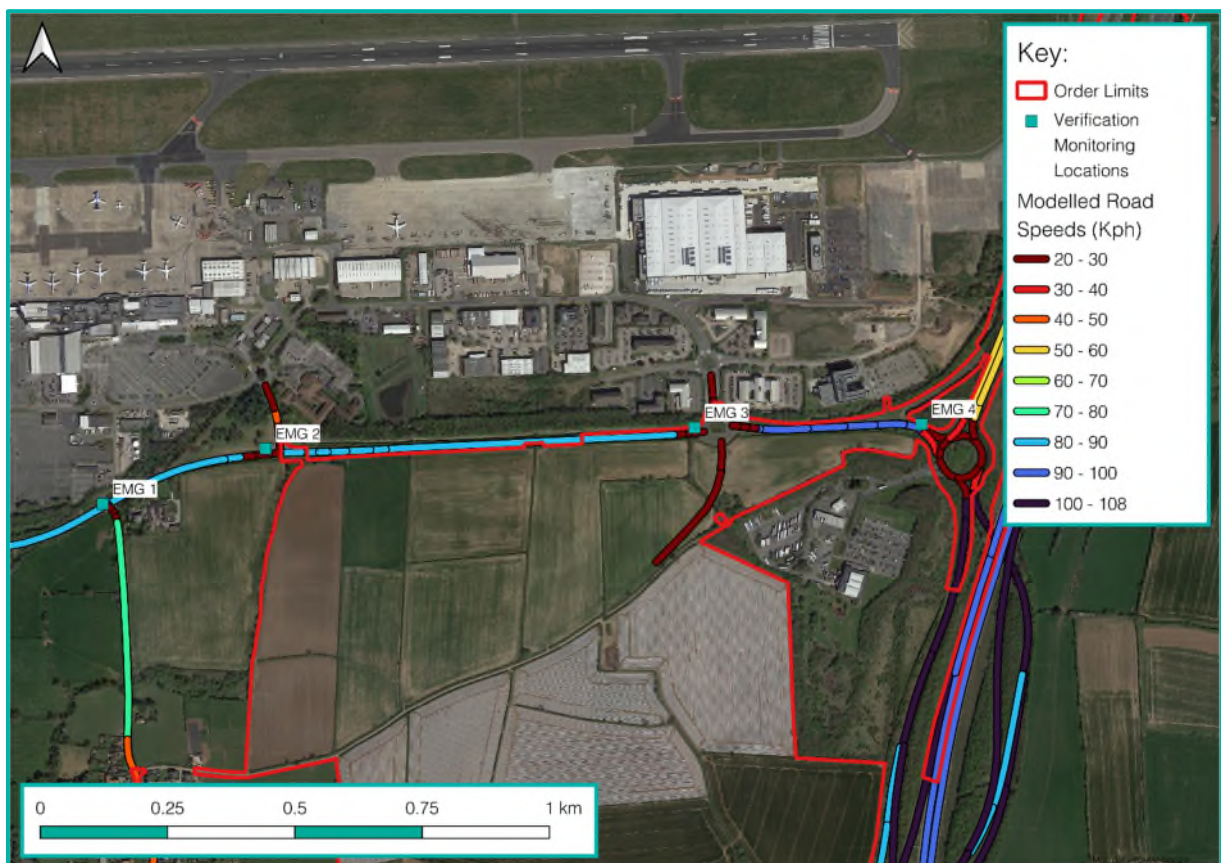 Key:
Order Limits
Verification
Monitoring
Locations
Modelled Road
Speeds (Kph)
20 - 30
30 - 40
40 - 50
50 - 60
60 - 70
70 - 80
80 - 90
90 - 100
100 - 108
EMG 3
EMG 4
EMG 2
EMG 1
0
0.25
0.5
0.75
1 km